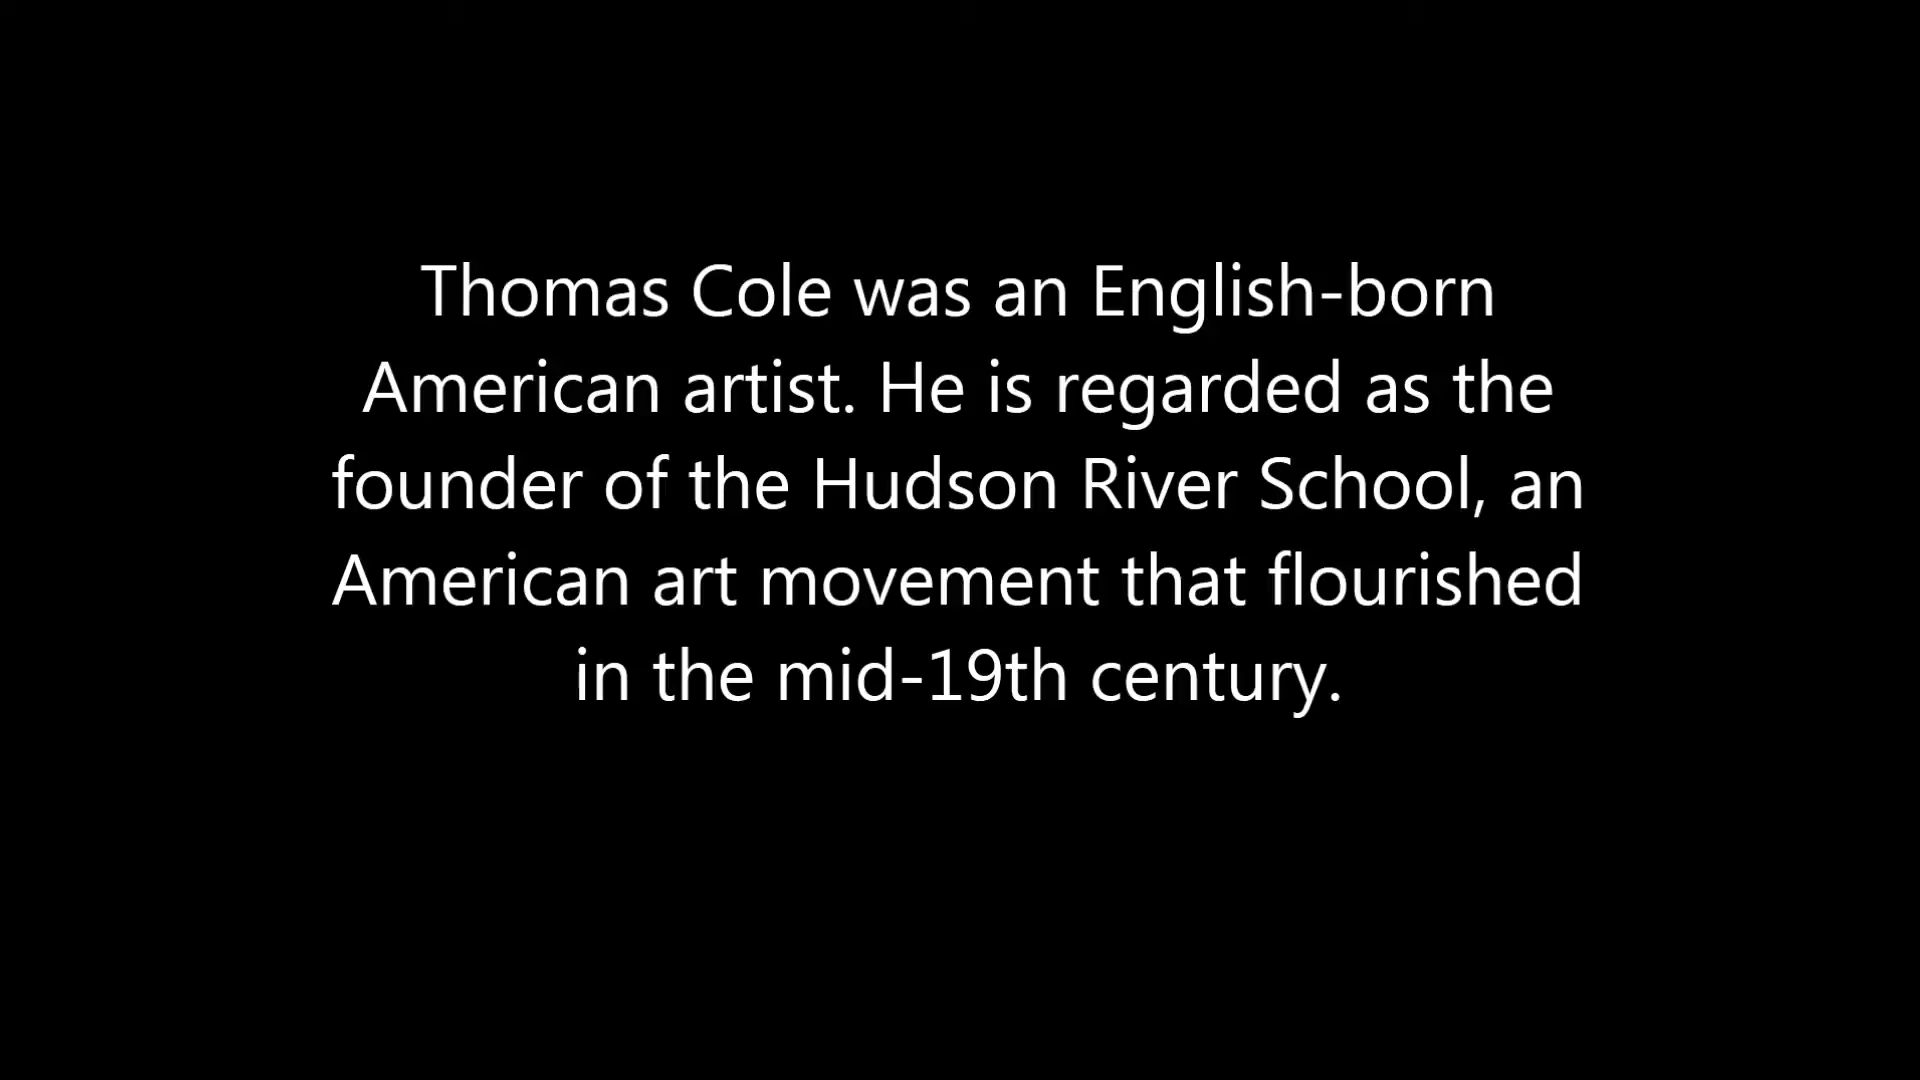 Thomas Cole was an English-born
American artist. He is regarded as the
founder of the Hudson River School, an
American art movement that flourished
in the mid-19th century.